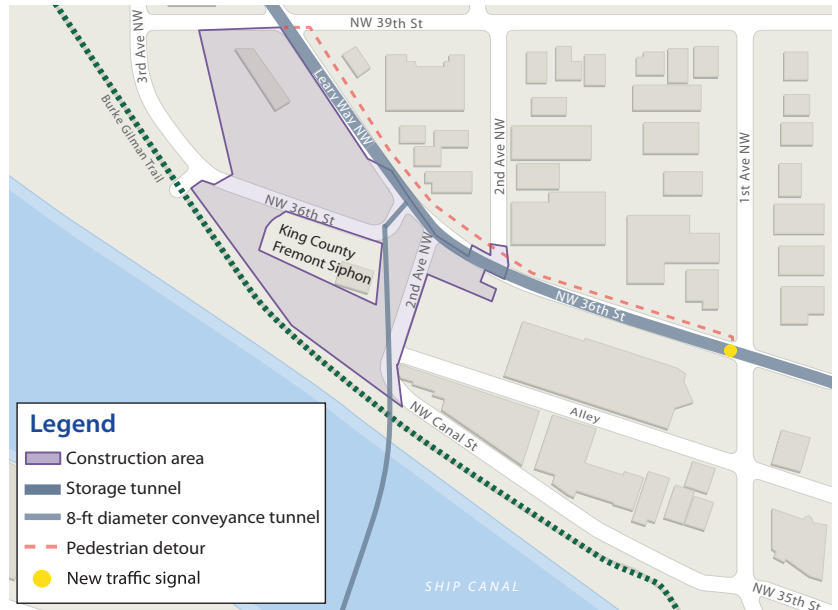 NW 39th St
3rd Ave NW
Leary Way NW
Burke Gilman Trail
2nd Ave NW
1st Ave NW
NW 36th St
King County
Fremont Siphon
2nd Ave NW
NW 36th St
Alley
NW Canal St
Legend
Construction area
Storage tunnel
8-ft diameter conveyance tunnel
Pedestrian detour
New traffic signal
SHIP CANAL
NW 35th St